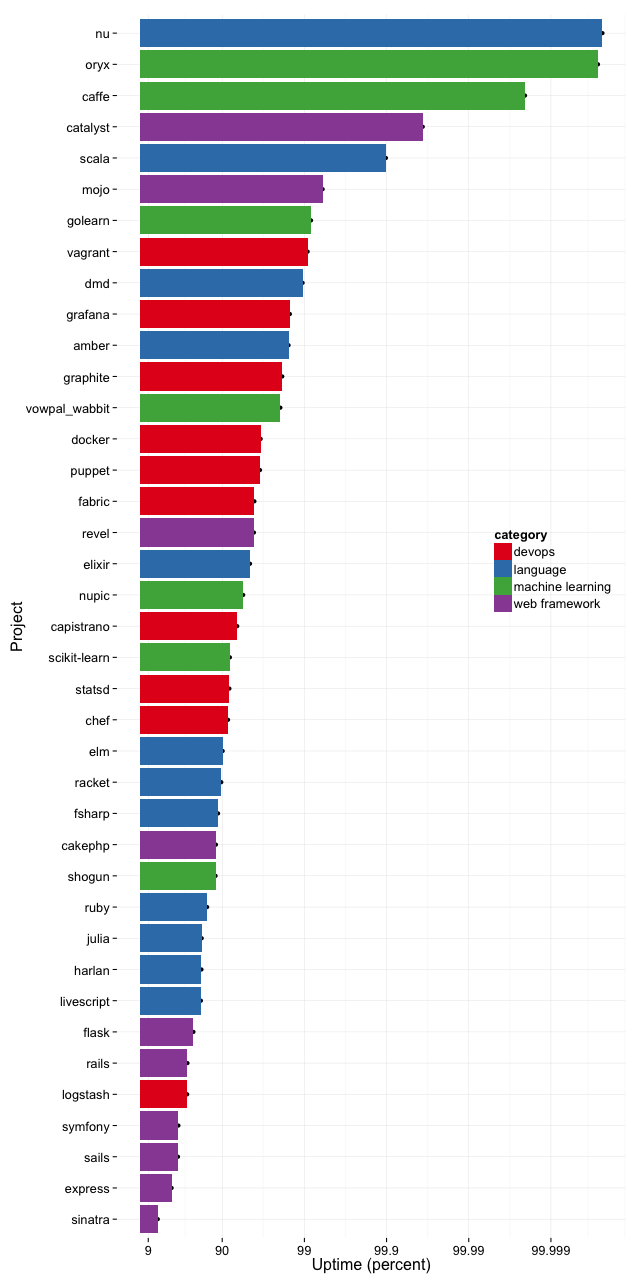 nu
oryx
caffe
catalyst
scala
mojo
golearn
vagrant
dmd
grafana
amber
graphite
vowpal_wabbit
docker
puppet
fabric
revel
elixir
nupic
capistrano
scikit-learn
statsd
chef
elm
racket
fsharp
cakephp
shogun
ruby
julia
harlan
livescript
flask
rails
logstash
symfony
sails
express
sinatra
Project
category
devops
language
machine learning
web framework
9 90 99 99.9 99.99 99.999
Uptime (percent)